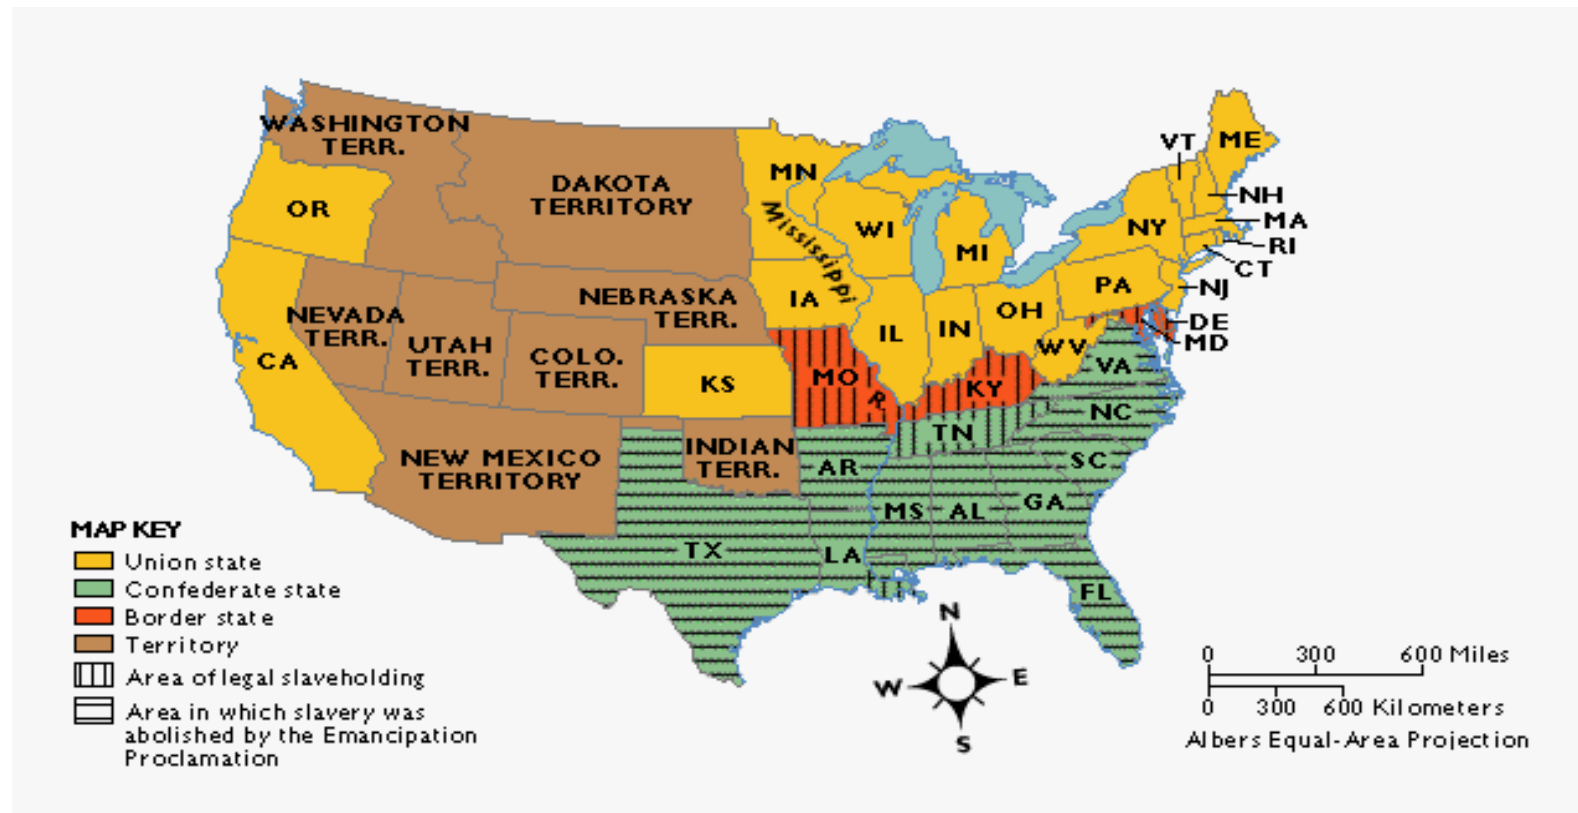 WASHINGTON
TERR.
OR
DAKOTA
TERRITORY
MN
Mississippi
R
WI
MI
VT
ME
NH
MA
RI
CT
NY
NJ
PA
DE
MD
NEVADA
TERR.
UTAH
TERR.
NEBRASKA
TERR.
COLO.
TERR.
IA
IL
IN
OH
WV
VA
CA
KS
MO
KY
NC
TN
NEW MEXICO
TERRITORY
INDIAN
TERR.
AR
SC
MS
AL
GA
TX
LA
FL
MAP KEY
Union state
Confederate state
Border state
Territory
Area of legal slaveholding
Area in which slavery was
abolished by the Emancipation
Proclamation
N
W
E
S
0 300 600 Miles
0 300 600 Kilometers
Albers Equal-Area Projection